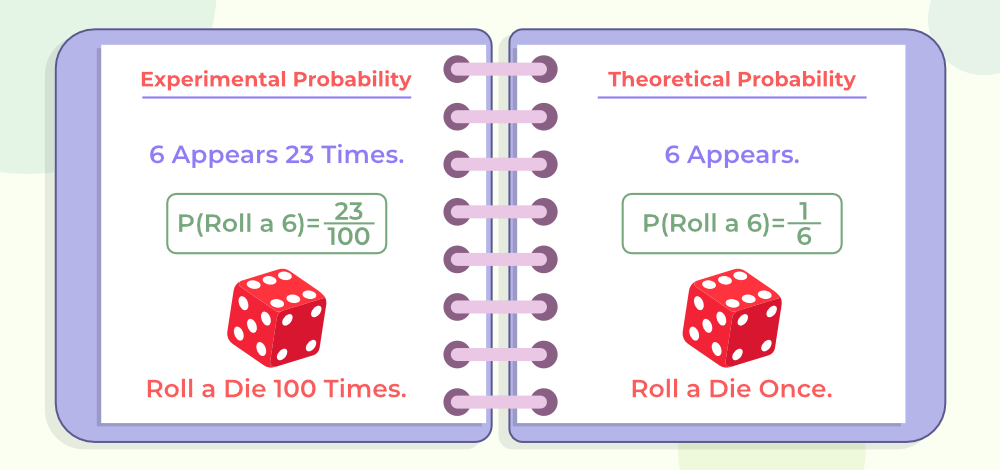 Experimental Probability
6 Appears 23 Times.
P(Roll a 6)=23/100
Roll a Die 100 Times.
Theoretical Probability
6 Appears.
P(Roll a 6)=1/6
Roll a Die Once.